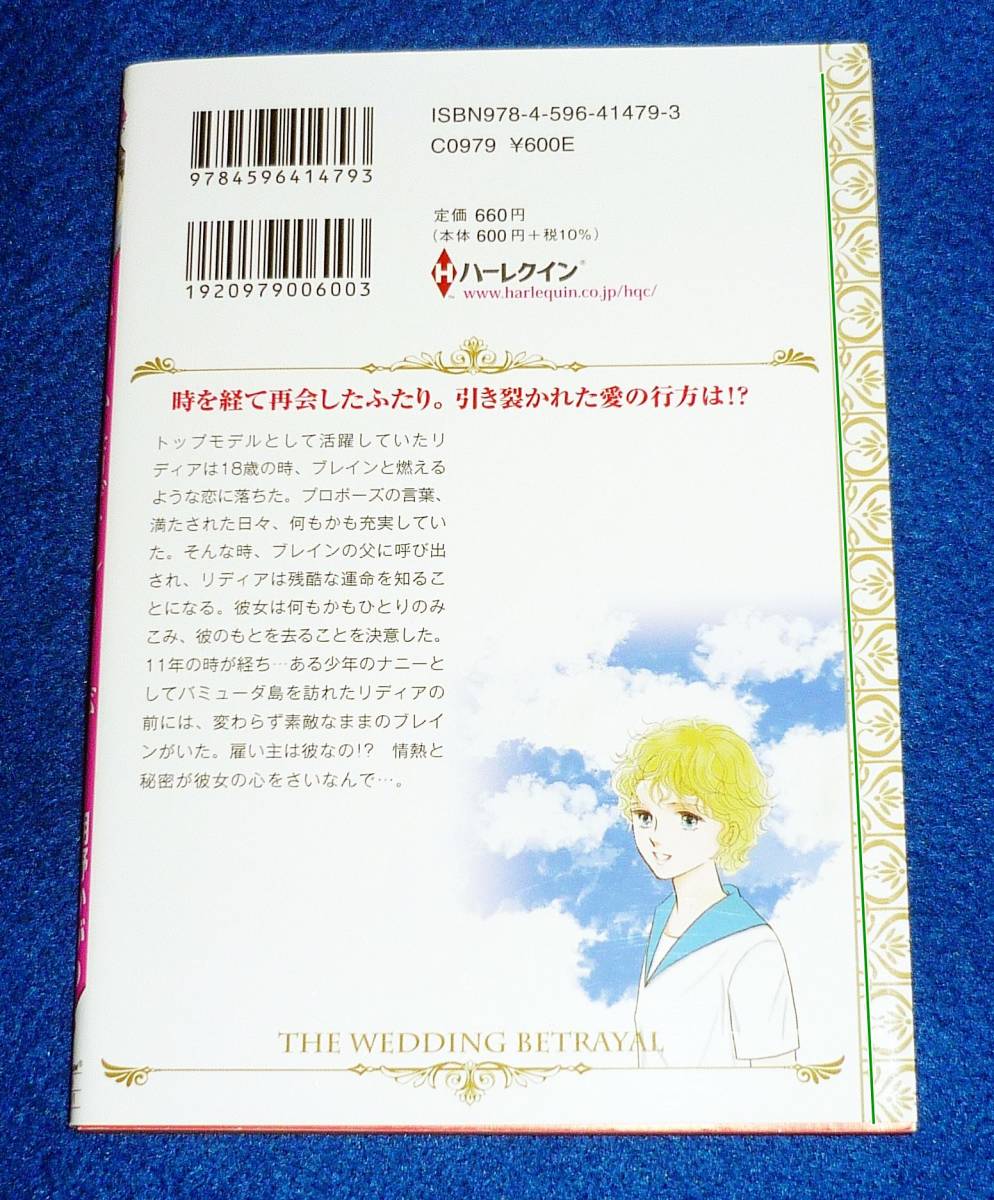 ISBN978-4-596-41479-3
C0979 ¥600E
9784596414793
定価 660円
(本体 600円+税10%)
1920979006003
H ハーレクイン®
™ www.harlequin.co.jp/hqc/
時を経て再会したふたり。引き裂かれた愛の行方は!?
トップモデルとして活躍していたリ
ディアは18歳の時、ブレインと燃える
ような恋に落ちた。プロポーズの言葉、
満たされた日々、何もかも充実してい
た。そんな時、ブレインの父に呼び出
され、リディアは残酷な運命を知るこ
とになる。彼女は何もかもひとりのみ
こみ、彼のもとを去ることを決意した。
11年の時が経ち…ある少年のナニーと
してバミューダ島を訪れたリディアの
前には、変わらず素敵なままのブレイ
ンがいた。雇い主は彼なの!? 情熱と
秘密が彼女の心をさいなんで…。
THE WEDDING BETRAYAL